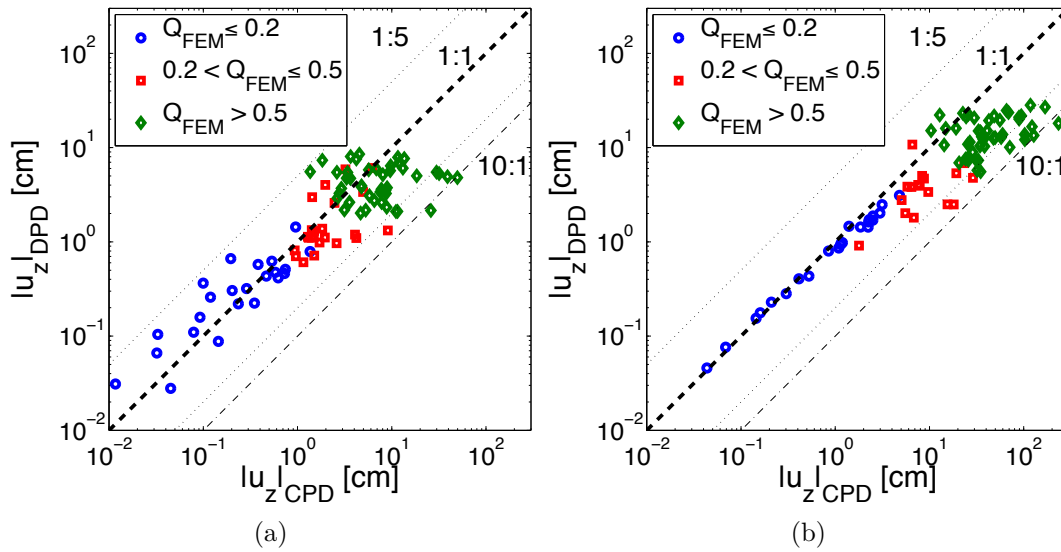 10^2
10^1
10^0
10^-1
10^-2
|u_z|_DPD [cm]
Q_FEM ≤ 0.2
0.2 < Q_FEM ≤ 0.5
Q_FEM > 0.5
1:5
1:1
10:1
10^-2 10^-1 10^0 10^1 10^2
|u_z|_CPD [cm]
(a)
10^2
10^1
10^0
10^-1
10^-2
|u_z|_DPD [cm]
Q_FEM ≤ 0.2
0.2 < Q_FEM ≤ 0.5
Q_FEM > 0.5
1:5
1:1
10:1
10^-2 10^-1 10^0 10^1 10^2
|u_z|_CPD [cm]
(b)